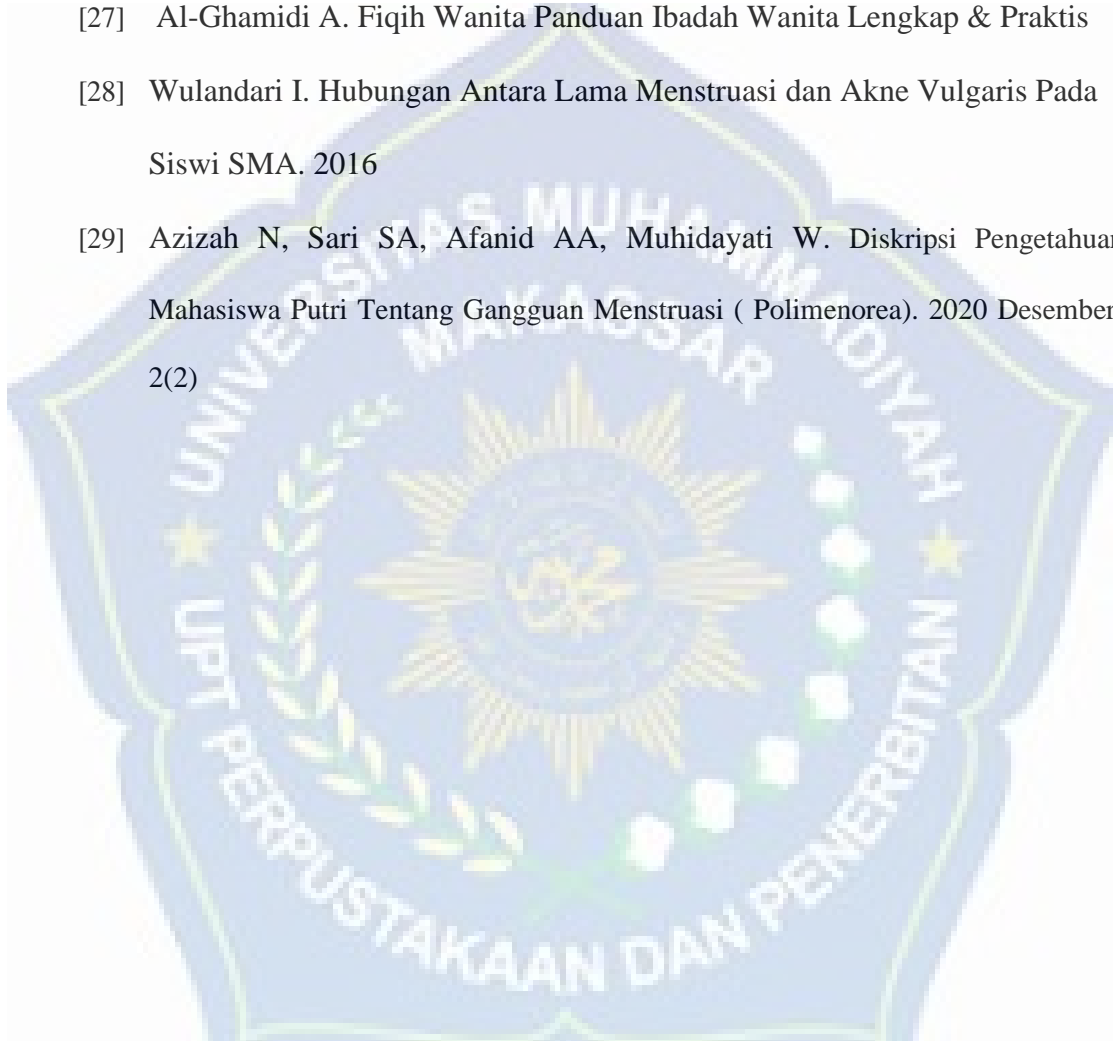 [27] Al-Ghamidi A. Fiqih Wanita Panduan Ibadah Wanita Lengkap & Praktis
[28] Wulandari I. Hubungan Antara Lama Menstruasi dan Akne Vulgaris Pada
Siswi SMA. 2016
[29] Azizah N, Sari SA, Afanid AA, Muhidayati W. Diskripsi Pengetahuan
Mahasiswa Putri Tentang Gangguan Menstruasi ( Polimenorea). 2020 Desember
2(2)
UNIVERSITAS MUHAMMADIYAH
MAKASSAR
UPT PERPUSTAKAAN DAN PENERBITAN